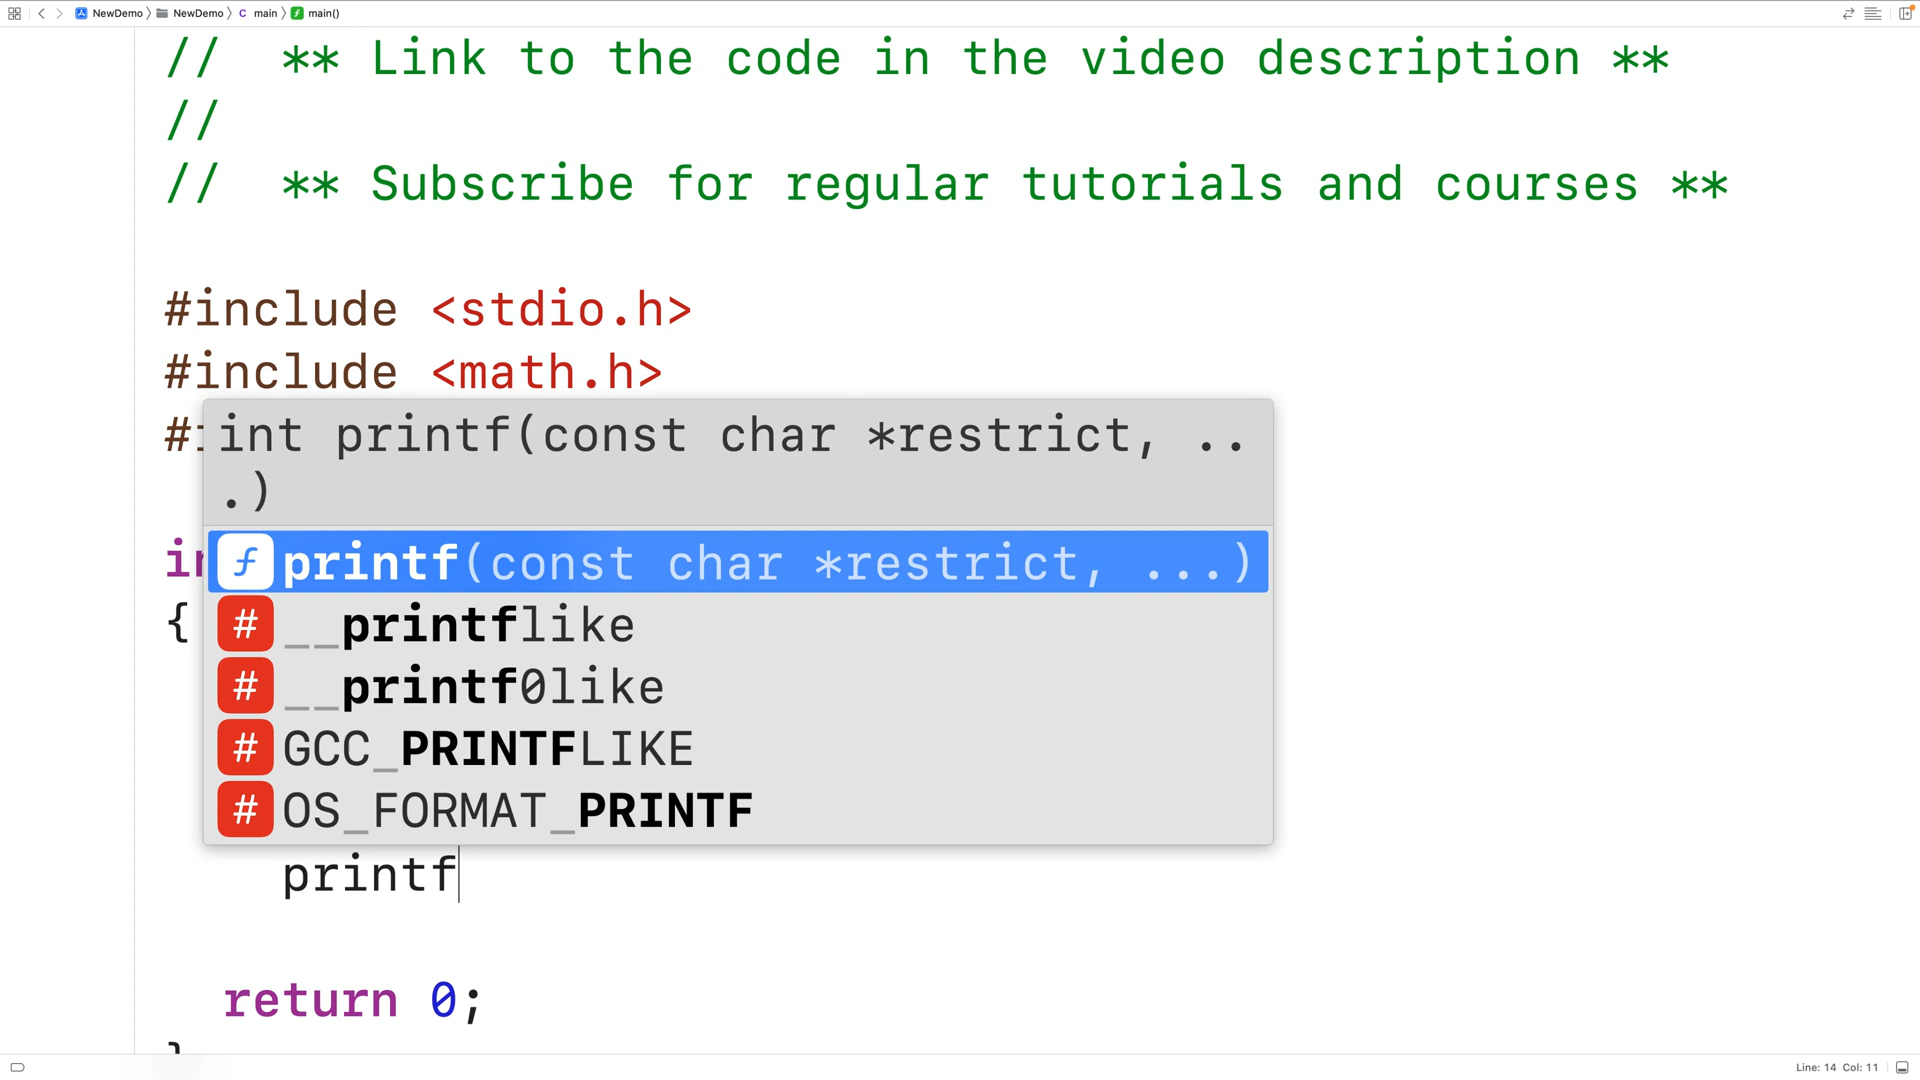 NewDemo NewDemo C main f main()
// ** Link to the code in the video description **
//
// ** Subscribe for regular tutorials and courses **
#include <stdio.h>
#include <math.h>
#i
int printf(const char *restrict, ..
.)
in
f printf(const char *restrict, ...)
{
# __printflike
# __printf0like
# GCC_PRINTFLIKE
# OS_FORMAT_PRINTF
printf
return 0;
}
Line: 14 Col: 11